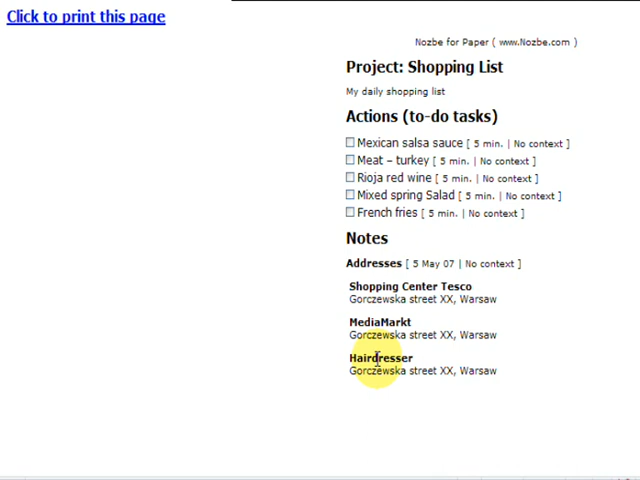 Click to print this page
Nozbe for Paper ( www.Nozbe.com )
Project: Shopping List
My daily shopping list
Actions (to-do tasks)
Mexican salsa sauce [ 5 min. | No context ]
Meat – turkey [ 5 min. | No context ]
Rioja red wine [ 5 min. | No context ]
Mixed spring Salad [ 5 min. | No context ]
French fries [ 5 min. | No context ]
Notes
Addresses [ 5 May 07 | No context ]
Shopping Center Tesco
Gorczewska street XX, Warsaw
MediaMarkt
Gorczewska street XX, Warsaw
Hairdresser
Gorczewska street XX, Warsaw